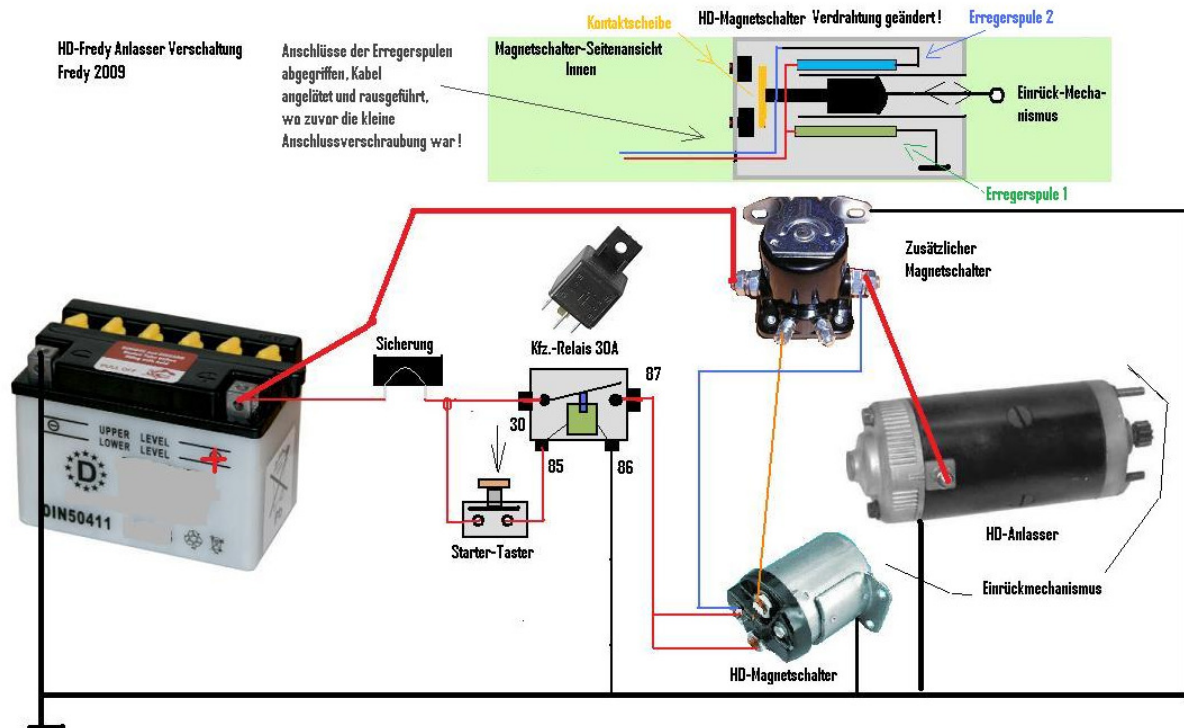 HD-Fredy Anlasser Verschaltung
Fredy 2009
Anschlüsse der Erregerspulen
abgegriffen, Kabel
angelötet und rausgeführt,
wo zuvor die kleine
Anschlussverschraubung war !
Kontaktscheibe
HD-Magnetschalter Verdrahtung geändert !
Erregerspule 2
Magnetschalter-Seitenansicht
Innen
Einrück-Mecha-
nismus
Erregerspule 1
Zusätzlicher
Magnetschalter
Sicherung
Kfz.-Relais 30A
87
30
85
86
Starter-Taster
UPPER LEVEL
LOWER LEVEL
D
DIN50411
HD-Anlasser
Einrückmechanismus
HD-Magnetschalter